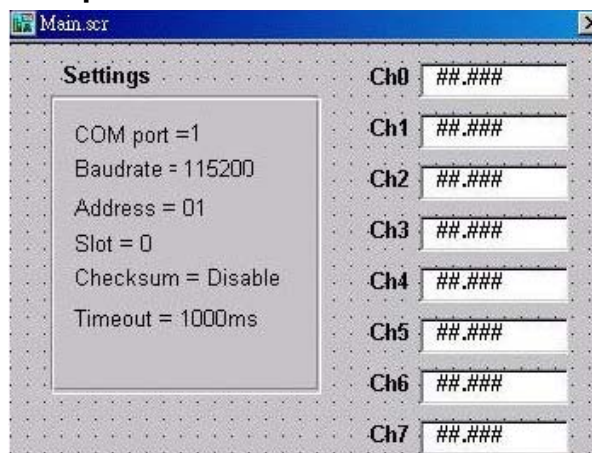 Main.scr
Settings
COM port =1
Baudrate = 115200
Address = 01
Slot = 0
Checksum = Disable
Timeout = 1000ms
Ch0 ##.###
Ch1 ##.###
Ch2 ##.###
Ch3 ##.###
Ch4 ##.###
Ch5 ##.###
Ch6 ##.###
Ch7 ##.###